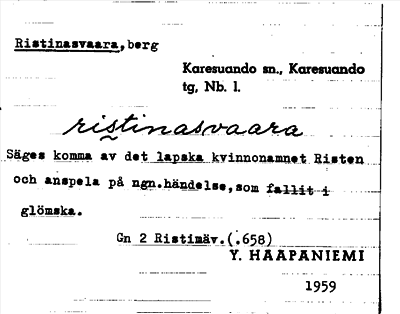 Ristinasvaara, berg
Karesuando sn., Karesuando
tg, Nb. l.
ristinasvaara
Säges komma av det lapska kvinnonamnet Risten
och anspela på ngn.händelse, som fallit i
glömska.
Gn 2 Ristimäv.(.658)
Y. HAAPANIEMI
1959